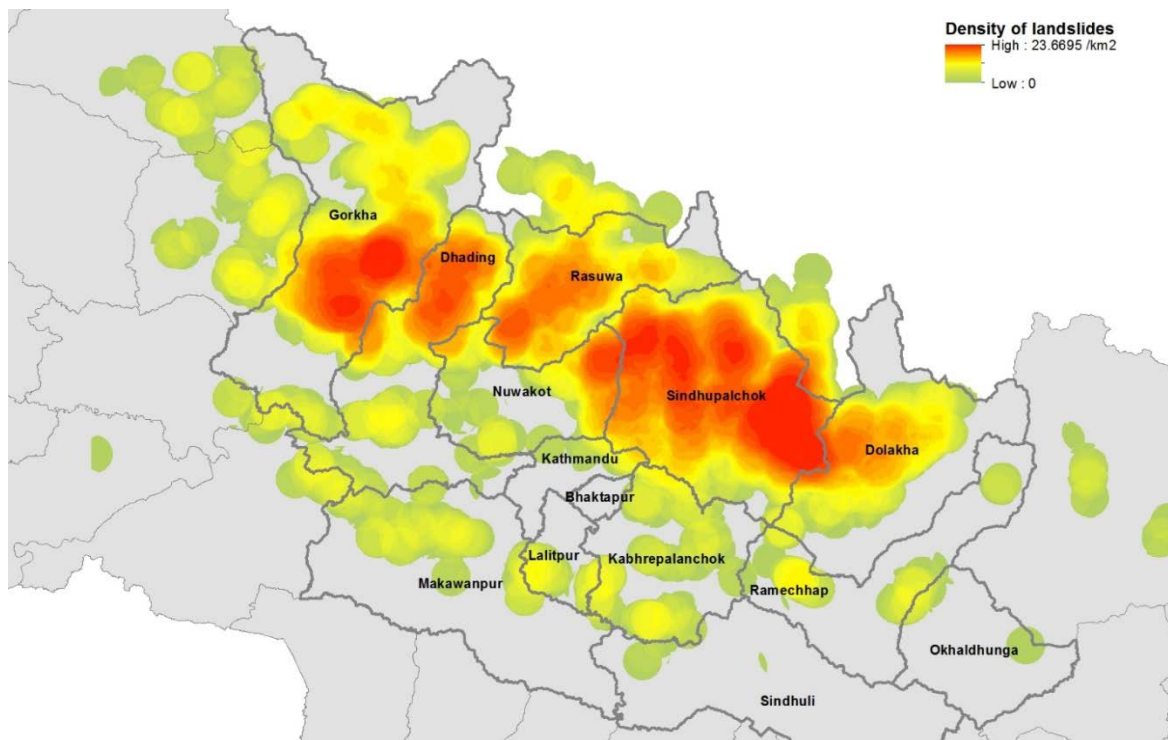 Density of landslides
High : 23.6695 /km2
Low : 0
Gorkha
Dhading
Rasuwa
Nuwakot
Sindhupalchok
Dolakha
Kathmandu
Bhaktapur
Lalitpur
Kabhrepalanchok
Makawanpur
Ramechhap
Okhaldhunga
Sindhuli